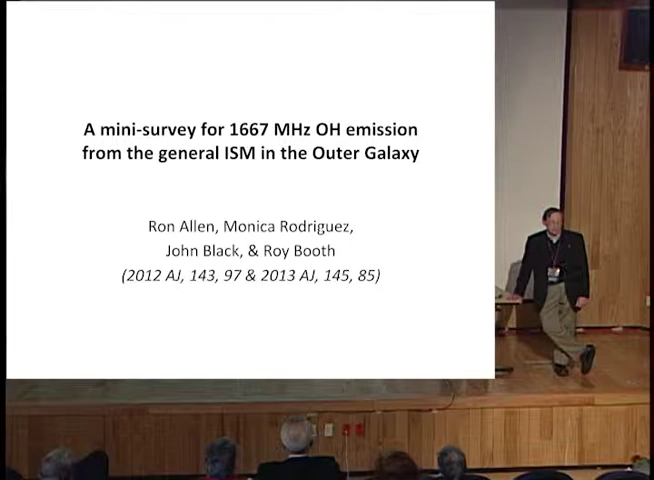 A mini-survey for 1667 MHz OH emission
from the general ISM in the Outer Galaxy
Ron Allen, Monica Rodriguez,
John Black, & Roy Booth
(2012 AJ, 143, 97 & 2013 AJ, 145, 85)